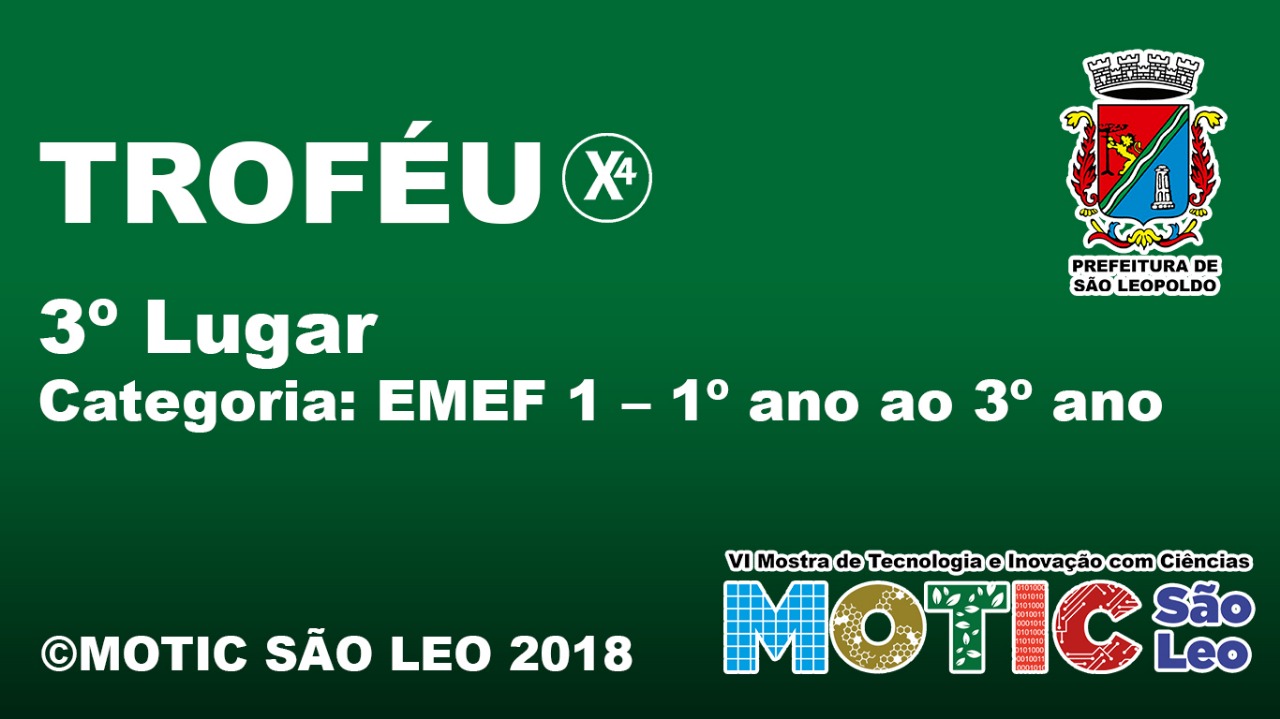 TROFÉU X4
PREFEITURA DE
SÃO LEOPOLDO
3º Lugar
Categoria: EMEF 1 – 1º ano ao 3º ano
VI Mostra de Tecnologia e Inovação com Ciências
MOTIC São
Leo
©MOTIC SÃO LEO 2018